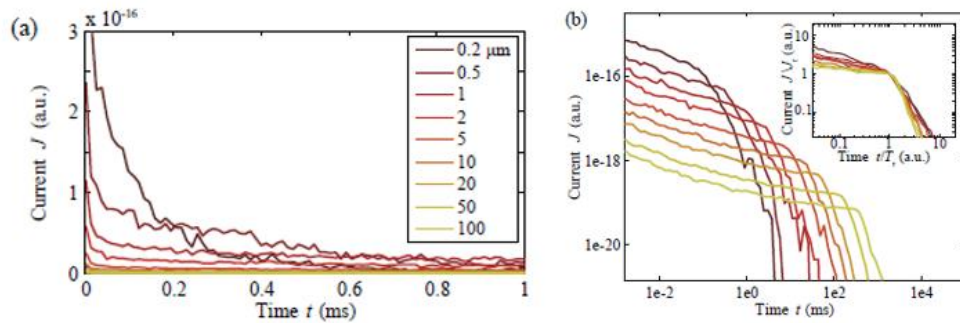 (a)
x 10⁻¹⁶
3
2
1
0
Current J (a.u.)
0
0.2
0.4
0.6
0.8
1
Time t (ms)
0.2 μm
0.5
1
2
5
10
20
50
100
(b)
1e-16
1e-18
1e-20
Current J (a.u.)
1e-2
1e0
1e2
1e4
Time t (ms)
10
1
0.1
Current J\Jτ (a.u.)
0.1
1
10
Time t/Tτ (a.u.)